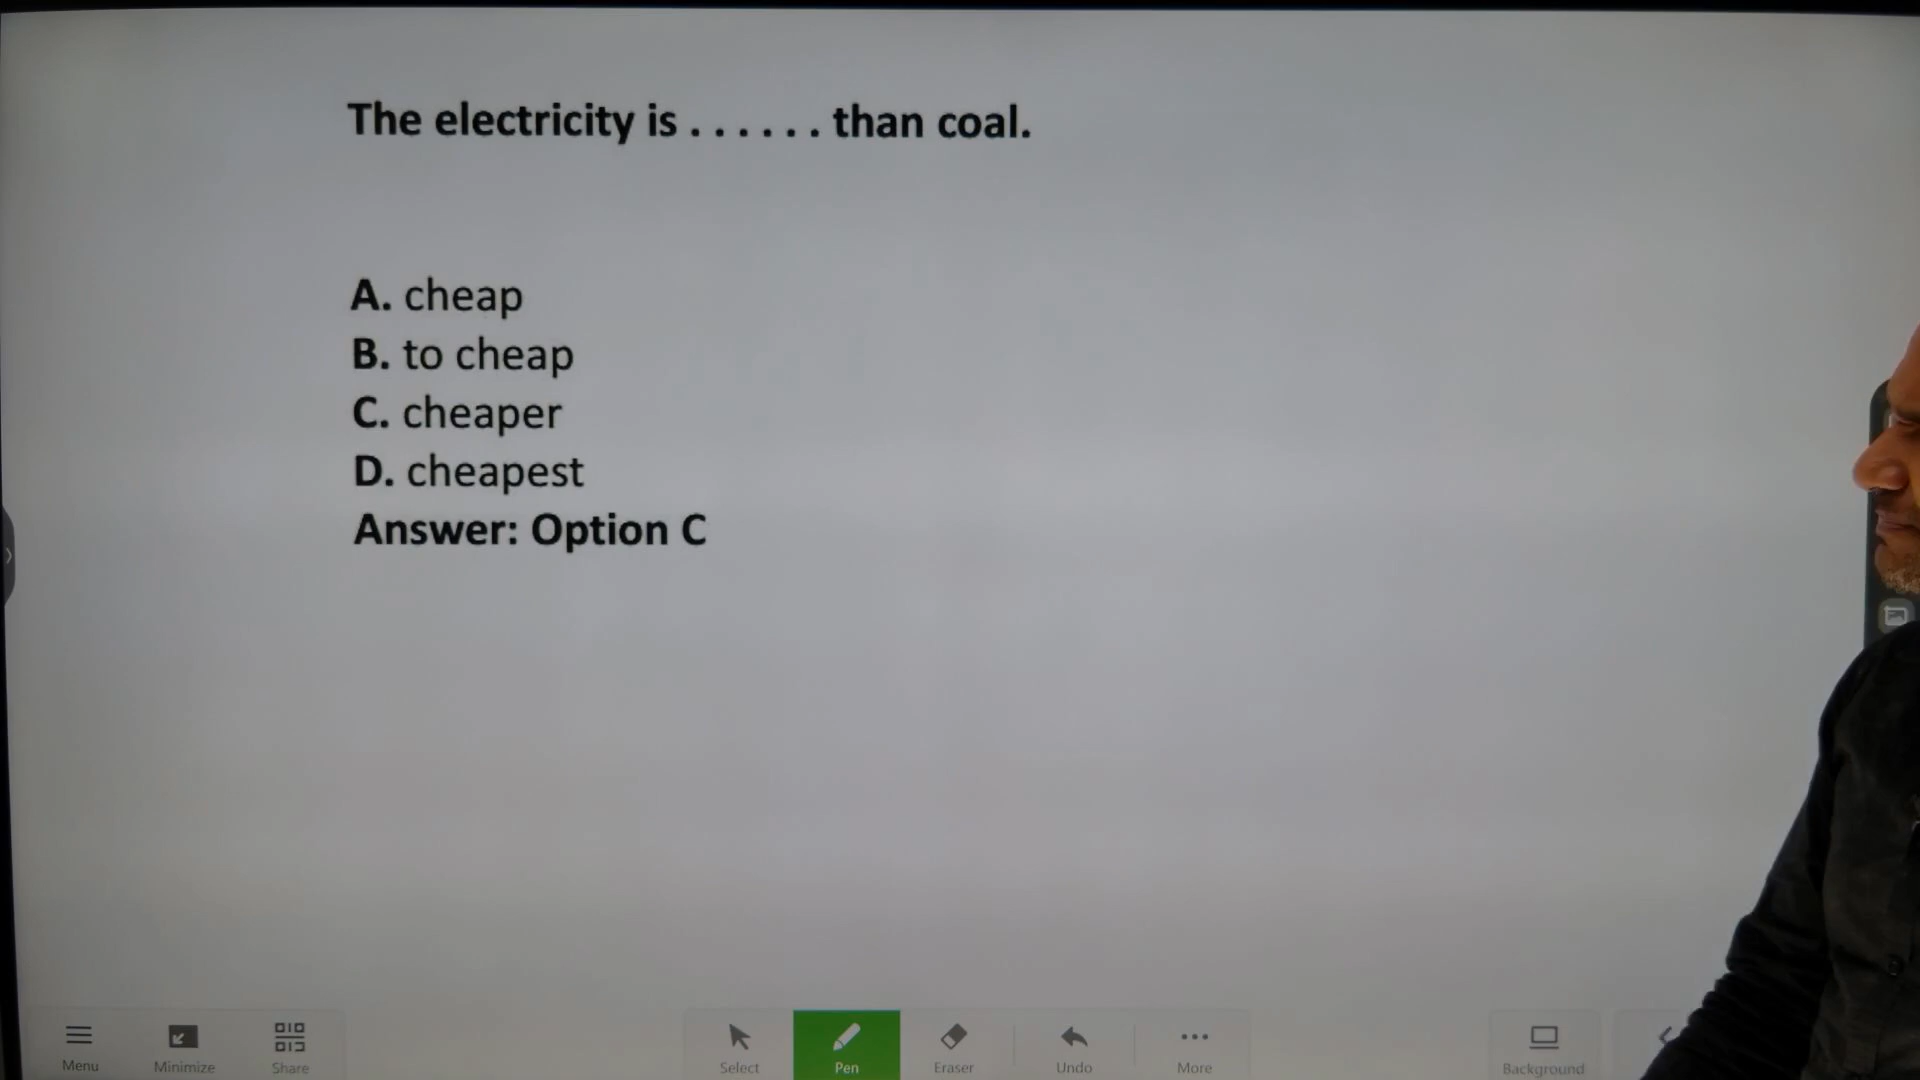 The electricity is . . . . . . than coal.
A. cheap
B. to cheap
C. cheaper
D. cheapest
Answer: Option C
Menu
Minimize
Share
Select
Pen
Eraser
Undo
More
Background